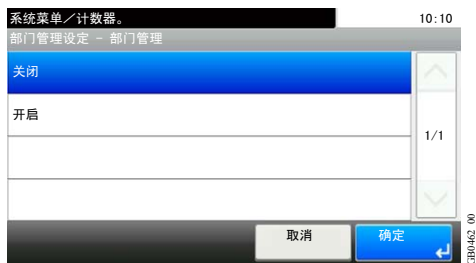 系统菜单／计数器。
10:10
部门管理设定 - 部门管理
关闭
开启
1/1
取消
确定
GB0462_00